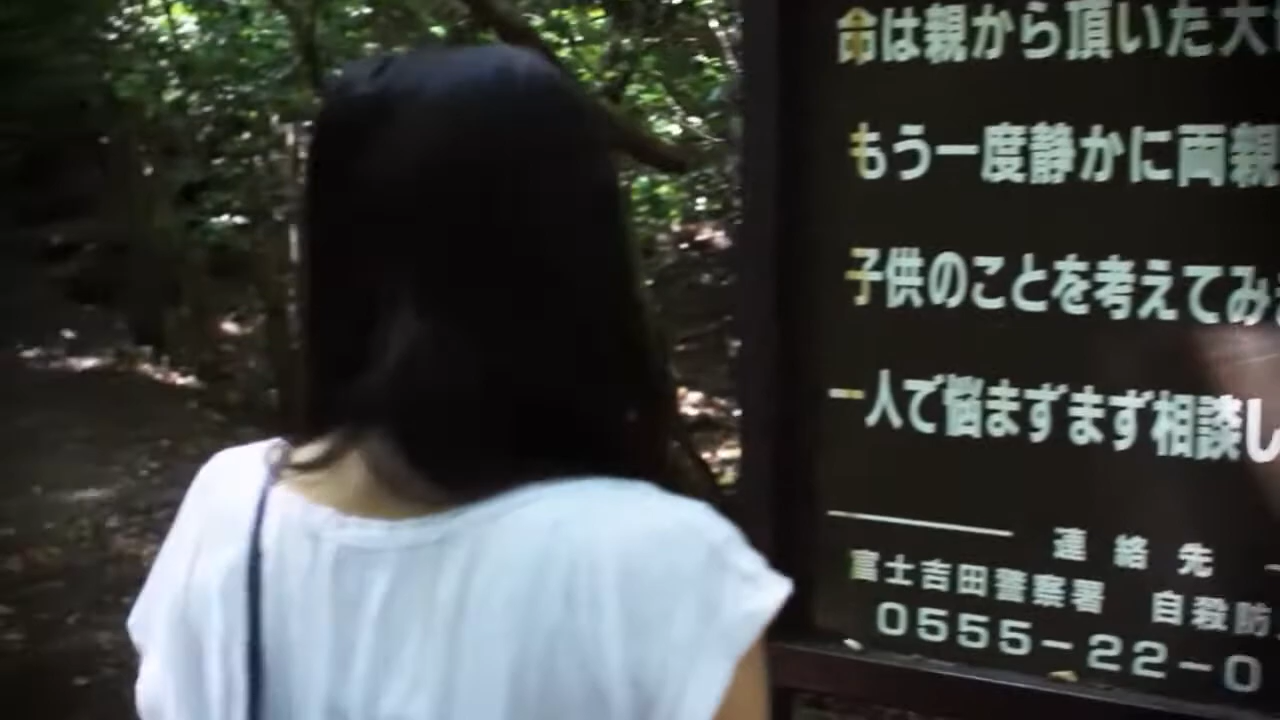 命は親から頂いた大
もう一度静かに両親
子供のことを考えてみ
一人で悩まずまず相談し
連絡先
富士吉田警察署 自殺防
0555-22-0